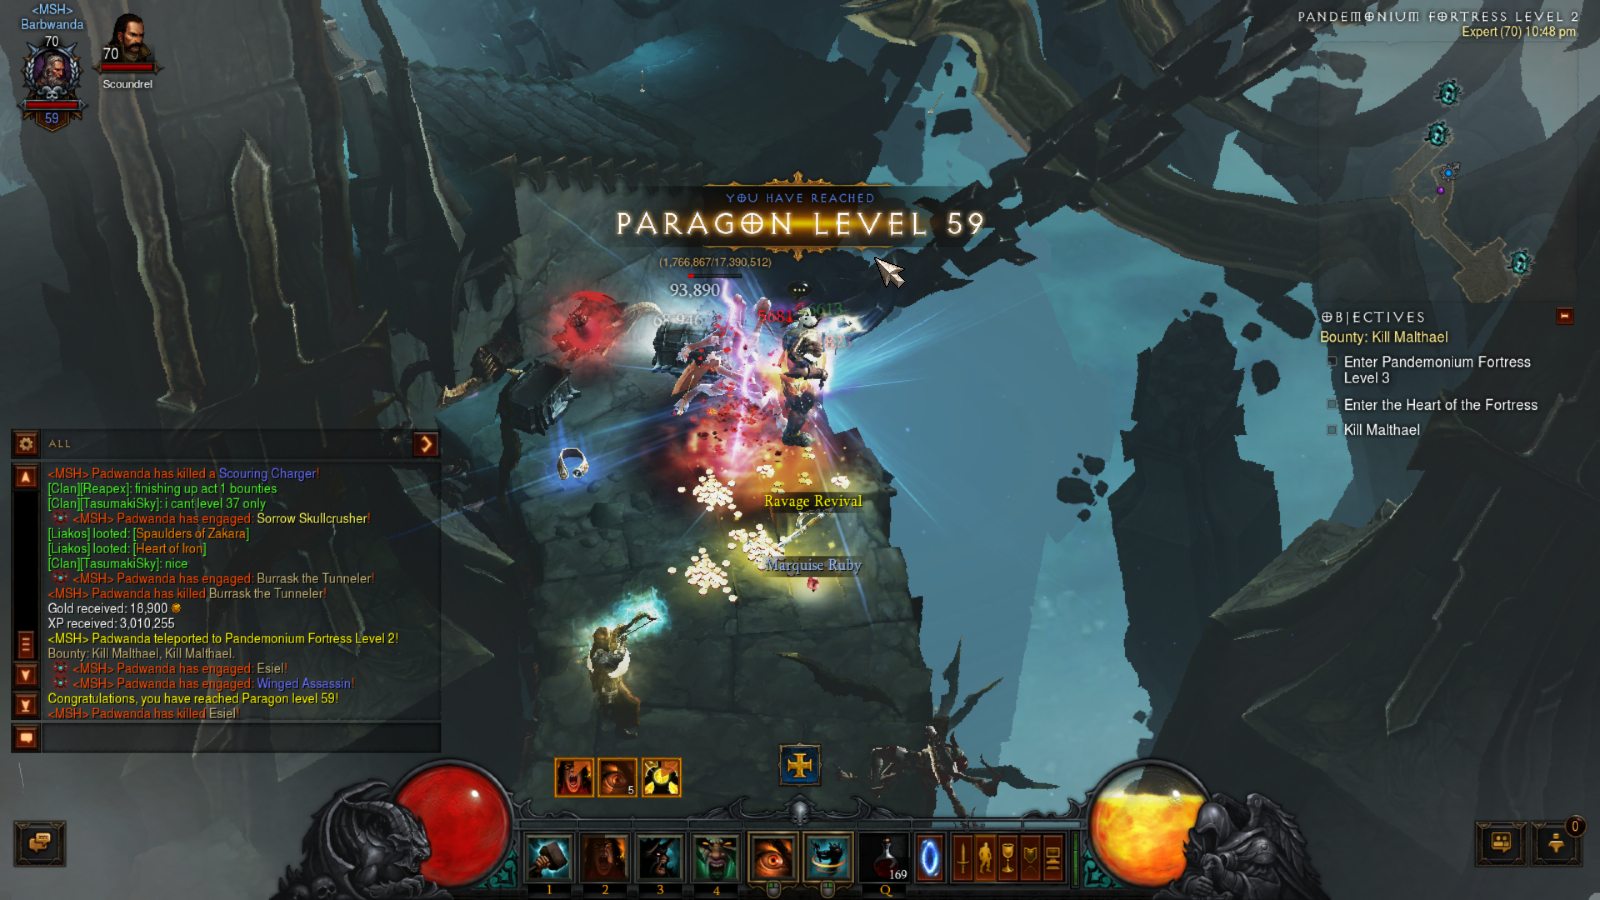 <MSH>
Barbwanda
70
59
70
Scoundrel
PANDEMONIUM FORTRESS LEVEL 2
Expert (70) 10:48 pm
YOU HAVE REACHED
PARAGON LEVEL 59
(1,766,867/17,390,512)
93,890
68,946
5684
6613
OBJECTIVES
Bounty: Kill Malthael
Enter Pandemonium Fortress
Level 3
Enter the Heart of the Fortress
Kill Malthael
Ravage Revival
Marquise Ruby
ALL
<MSH> Padwanda has killed a Scouring Charger!
[Clan][Reapex]: finishing up act 1 bounties
[Clan][TasumakiSky]: i cant level 37 only
<MSH> Padwanda has engaged: Sorrow Skullcrusher!
[Liakos] looted: [Spaulders of Zakara]
[Liakos] looted: [Heart of Iron]
[Clan][TasumakiSky]: nice
<MSH> Padwanda has engaged: Burrask the Tunneler!
<MSH> Padwanda has killed Burrask the Tunneler!
Gold received: 18,900
XP received: 3,010,255
<MSH> Padwanda teleported to Pandemonium Fortress Level 2!
Bounty: Kill Malthael, Kill Malthael.
<MSH> Padwanda has engaged: Esiel!
<MSH> Padwanda has engaged: Winged Assassin!
Congratulations, you have reached Paragon level 59!
<MSH> Padwanda has killed Esiel!
5
169
1 2 3 4 Q
0